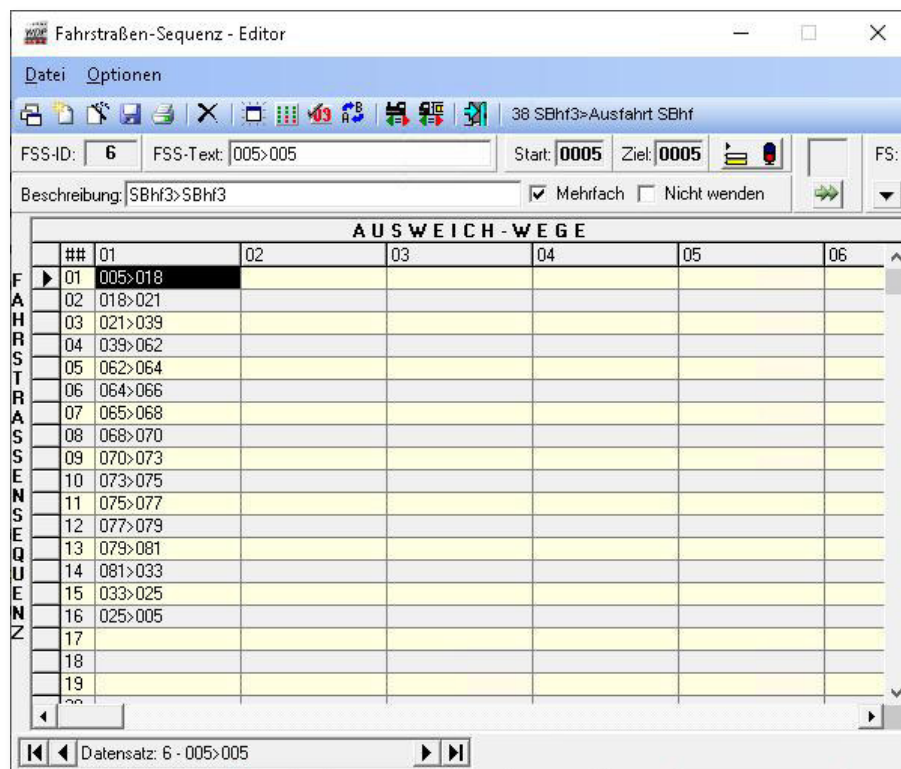 WDP Fahrstraßen-Sequenz - Editor
Datei Optionen
38 SBhf3>Ausfahrt SBhf
FSS-ID: 6 FSS-Text: 005>005 Start: 0005 Ziel: 0005 FS:
Beschreibung: SBhf3>SBhf3 Mehrfach Nicht wenden
AUSWEICH-WEGE
FAHRSTRASSENSEQUENZ
## 01 02 03 04 05 06
01 005>018
02 018>021
03 021>039
04 039>062
05 062>064
06 064>066
07 065>068
08 068>070
09 070>073
10 073>075
11 075>077
12 077>079
13 079>081
14 081>033
15 033>025
16 025>005
17
18
19
Datensatz: 6 - 005>005